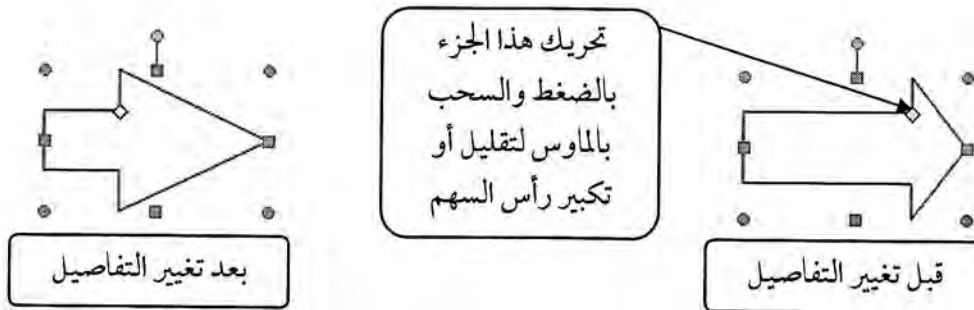 تحريك هذا الجزء
بالضغط والسحب
بالماوس لتقليل أو
تكبير رأس السهم
قبل تغيير التفاصيل
بعد تغيير التفاصيل